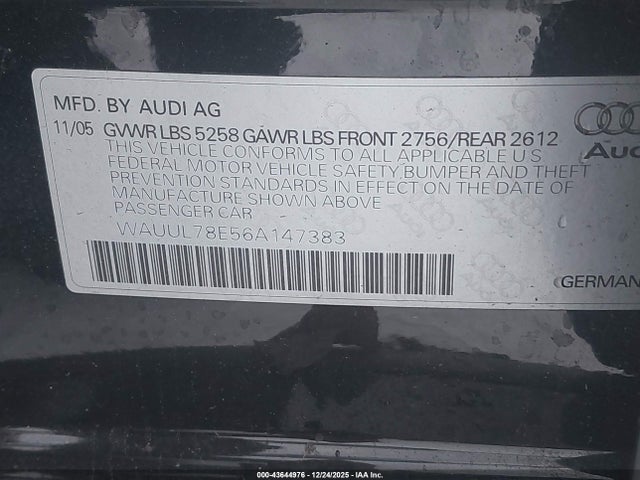 MFD. BY AUDI AG
11/05 GVWR LBS 5258 GAWR LBS FRONT 2756/REAR 2612
THIS VEHICLE CONFORMS TO ALL APPLICABLE U S
FEDERAL MOTOR VEHICLE SAFETY BUMPER AND THEFT
PREVENTION STANDARDS IN EFFECT ON THE DATE OF
MANUFACTURE SHOWN ABOVE
PASSENGER CAR
WAUUL78E56A147383
Aud
GERMAN
000-43644976 - 12/24/2025 - IAA Inc.